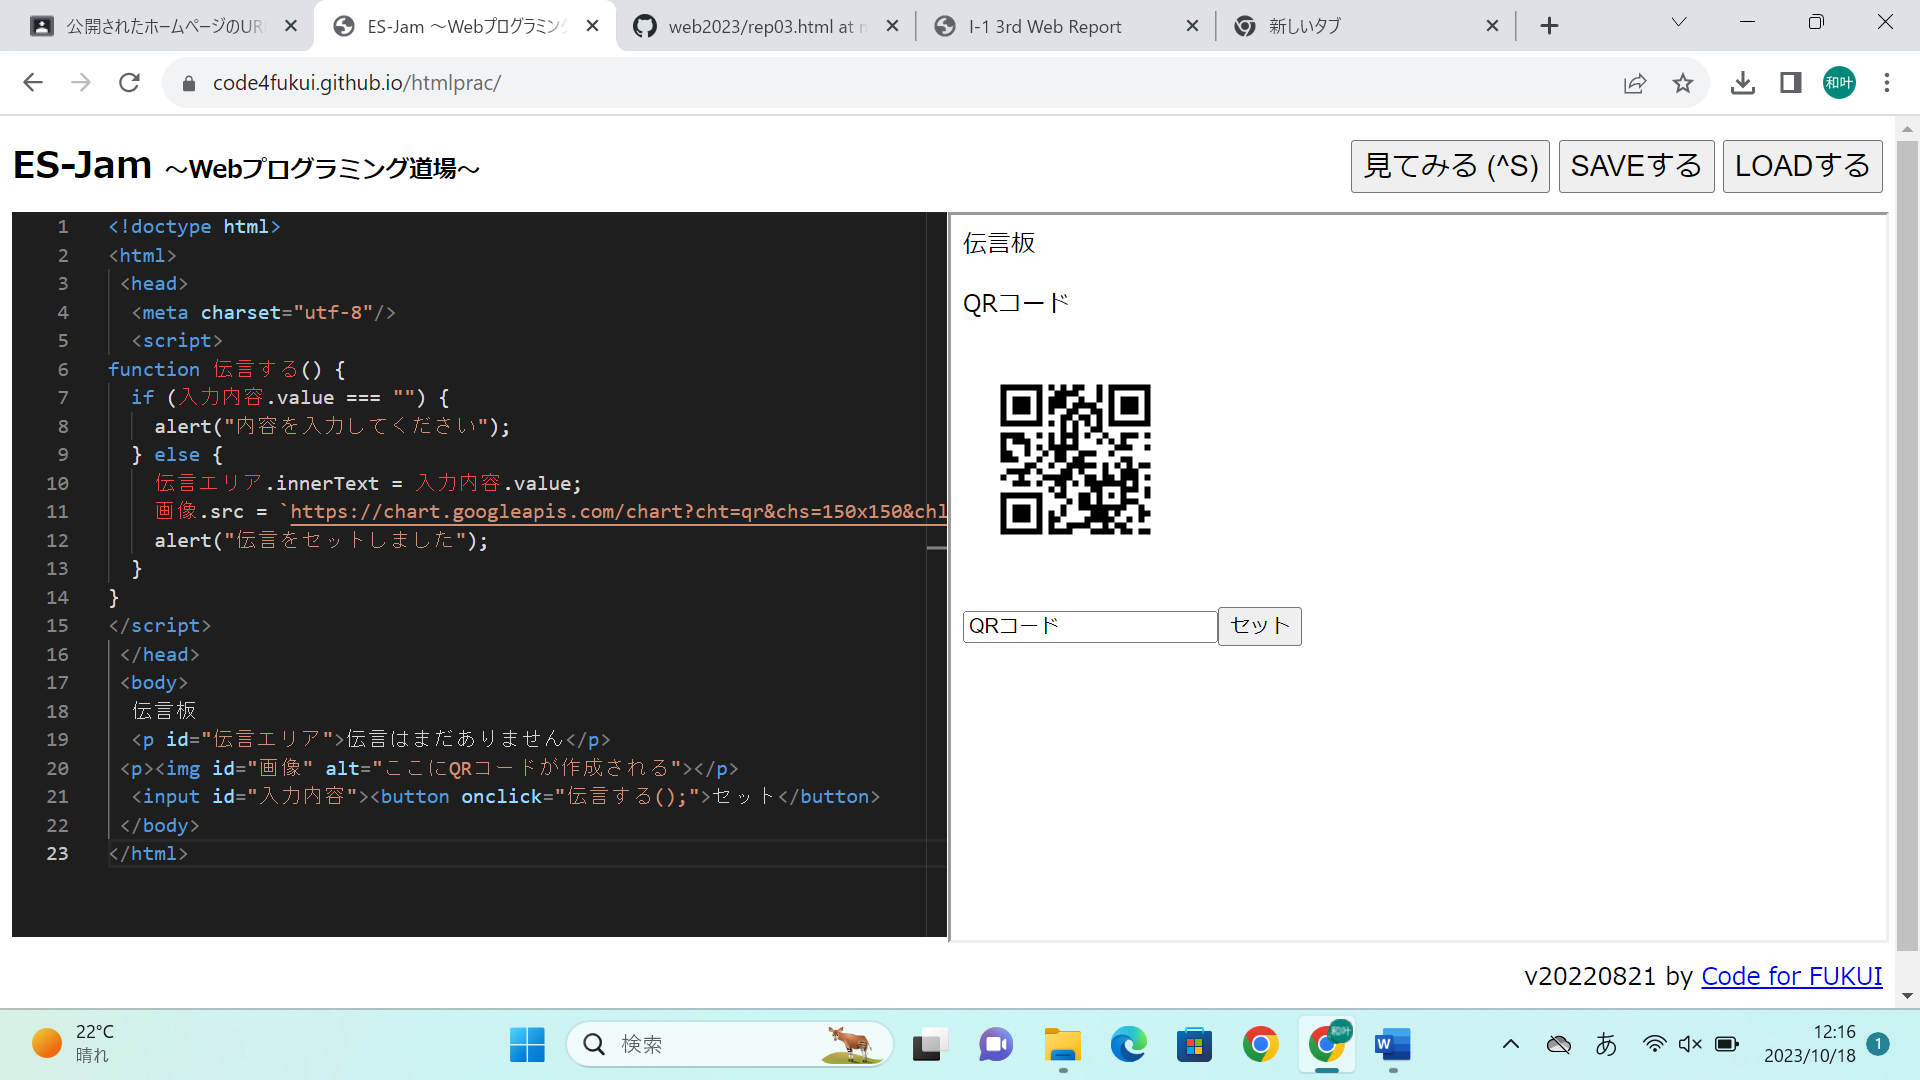 公開されたホームページのUR
ES-Jam ～Webプログラミング
web2023/rep03.html at
I-1 3rd Web Report
新しいタブ
code4fukui.github.io/htmlprac/
和叶
ES-Jam ～Webプログラミング道場～
見てみる (^S)
SAVEする
LOADする
1 <!doctype html>
2 <html>
3 <head>
4 <meta charset="utf-8"/>
5 <script>
6 function 伝言する() {
7 if (入力内容.value === "") {
8 alert("内容を入力してください");
9 } else {
10 伝言エリア.innerText = 入力内容.value;
11 画像.src = `https://chart.googleapis.com/chart?cht=qr&chs=150x150&chl
12 alert("伝言をセットしました");
13 }
14 }
15 </script>
16 </head>
17 <body>
18 伝言板
19 <p id="伝言エリア">伝言はまだありません</p>
20 <p><img id="画像" alt="ここにQRコードが作成される"></p>
21 <input id="入力内容"><button onclick="伝言する();">セット</button>
22 </body>
23 </html>
伝言板
QRコード
QRコード
セット
v20220821 by Code for FUKUI
22°C
晴れ
検索
和叶
W
あ
12:16
2023/10/18
1